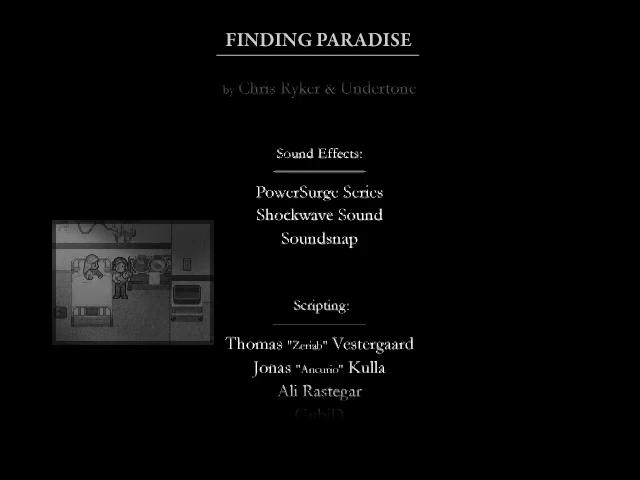 FINDING PARADISE
by Chris Ryker & Undertone
Sound Effects:
PowerSurge Series
Shockwave Sound
Soundsnap
Scripting:
Thomas "Zeriab" Vestergaard
Jonas "Ancurio" Kulla
Ali Rastegar